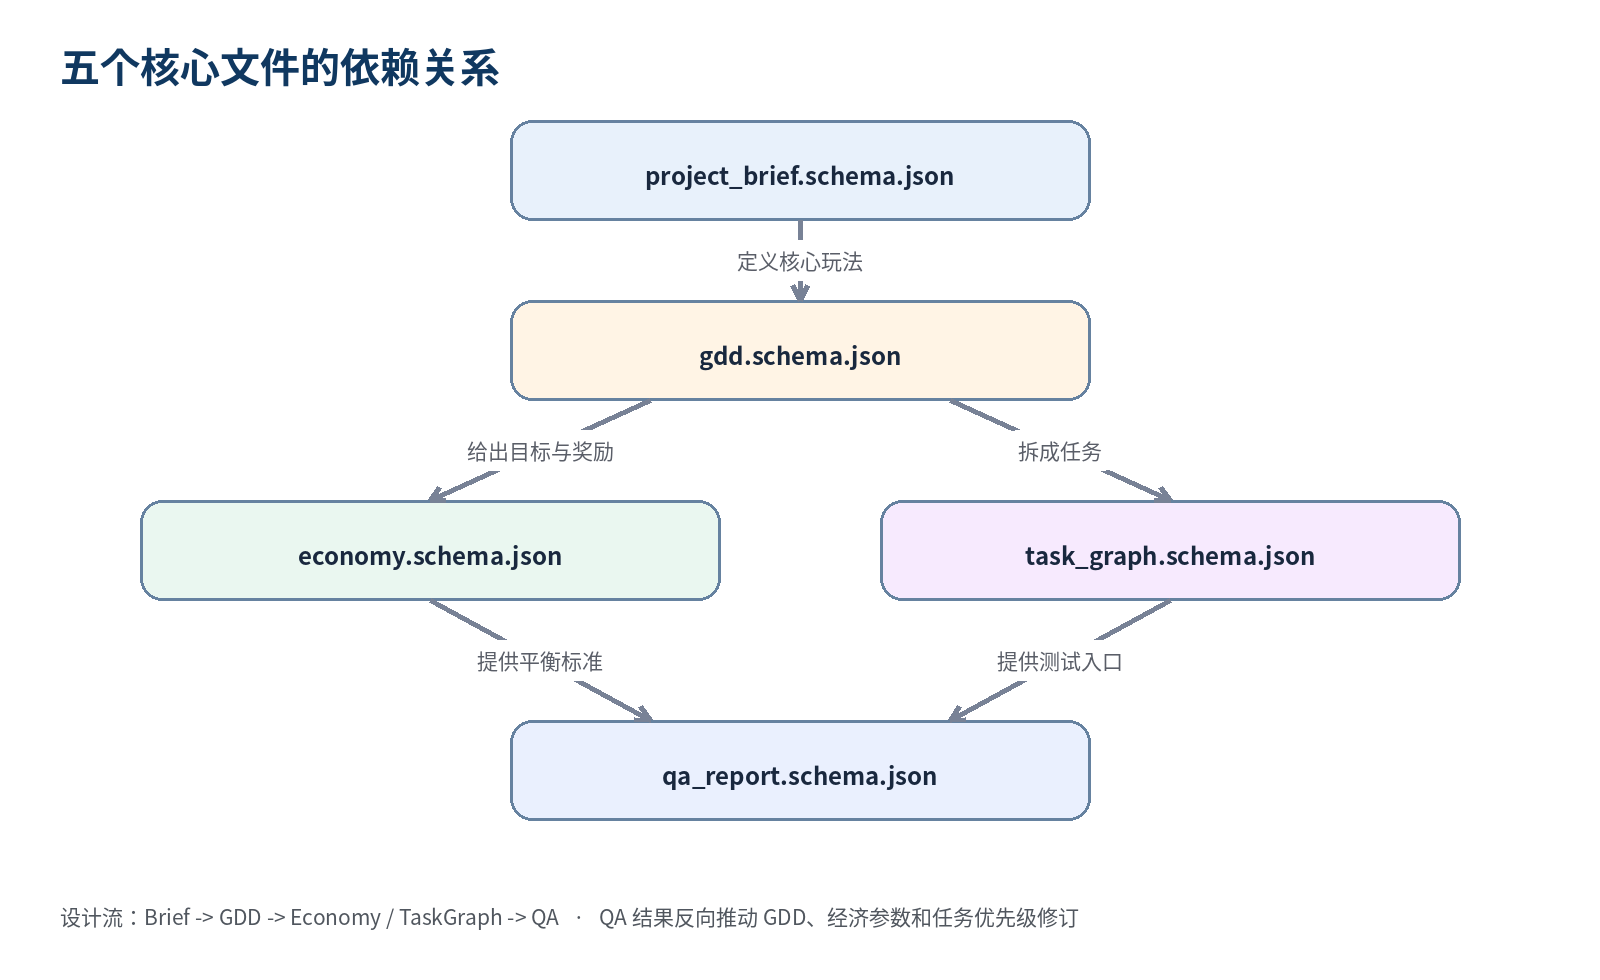 五个核心文件的依赖关系
project_brief.schema.json
定义核心玩法
gdd.schema.json
给出目标与奖励
拆成任务
economy.schema.json
task_graph.schema.json
提供平衡标准
提供测试入口
qa_report.schema.json
设计流：Brief -> GDD -> Economy / TaskGraph -> QA · QA 结果反向推动 GDD、经济参数和任务优先级修订